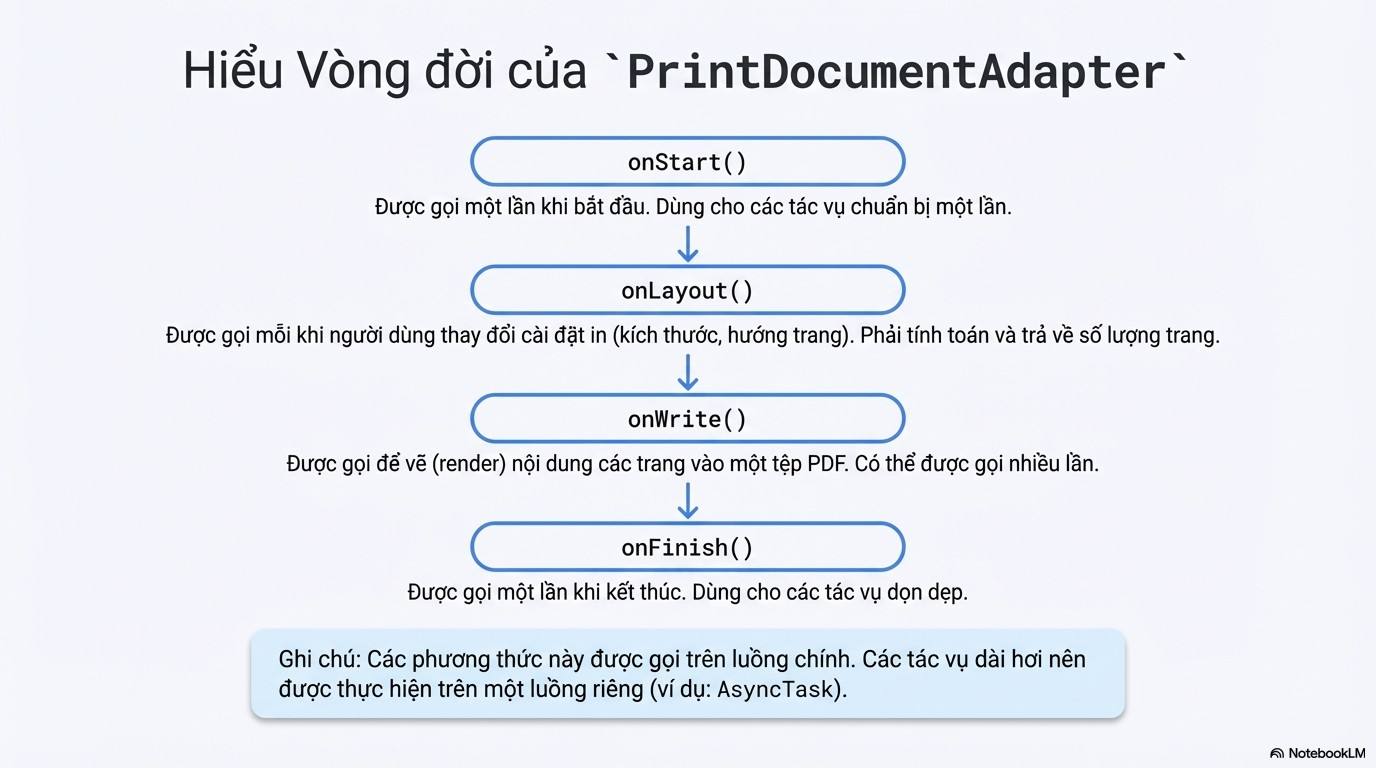 Hiểu Vòng đời của `PrintDocumentAdapter`
onStart()
Được gọi một lần khi bắt đầu. Dùng cho các tác vụ chuẩn bị một lần.
onLayout()
Được gọi mỗi khi người dùng thay đổi cài đặt in (kích thước, hướng trang). Phải tính toán và trả về số lượng trang.
onWrite()
Được gọi để vẽ (render) nội dung các trang vào một tệp PDF. Có thể được gọi nhiều lần.
onFinish()
Được gọi một lần khi kết thúc. Dùng cho các tác vụ dọn dẹp.
Ghi chú: Các phương thức này được gọi trên luồng chính. Các tác vụ dài hơi nên
được thực hiện trên một luồng riêng (ví dụ: AsyncTask).
NotebookLM